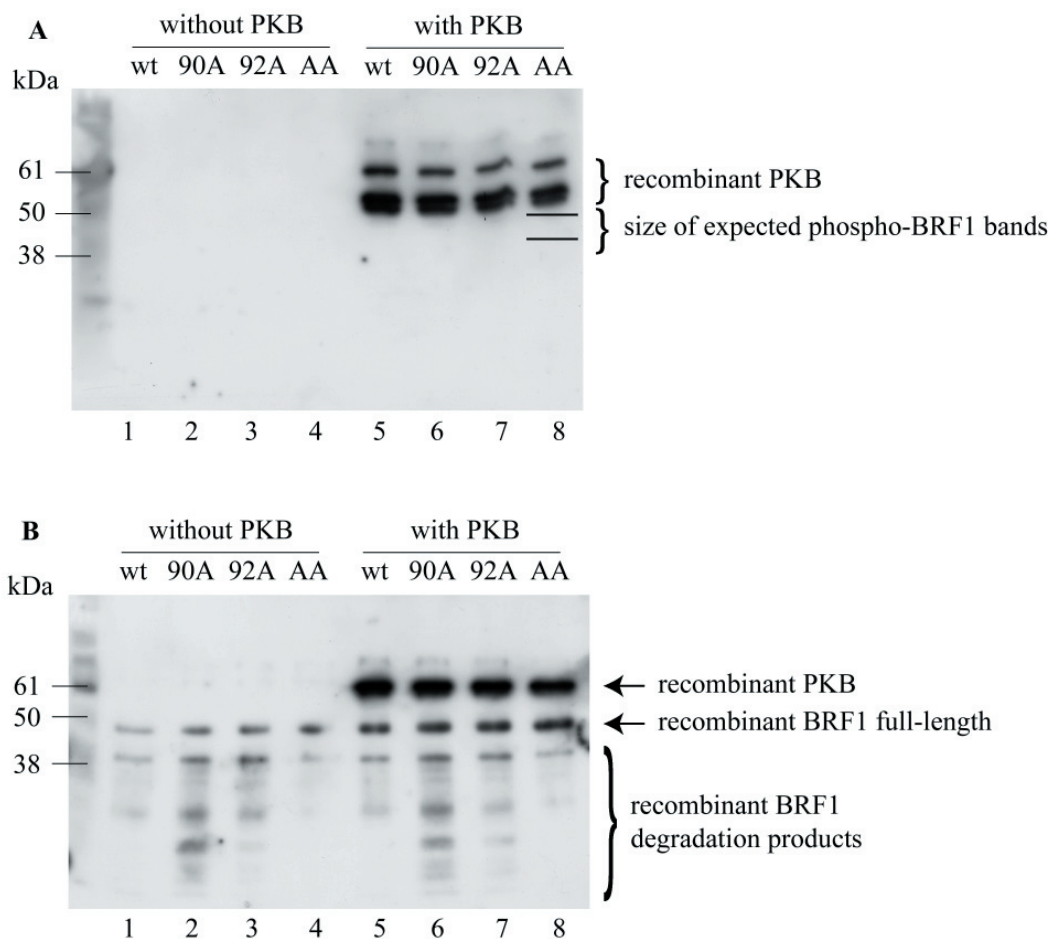 A
without PKB
with PKB
kDa
wt 90A 92A AA
wt 90A 92A AA
61
50
38
recombinant PKB
size of expected phospho-BRF1 bands
1 2 3 4 5 6 7 8
B
without PKB
with PKB
kDa
wt 90A 92A AA
wt 90A 92A AA
61
50
38
recombinant PKB
recombinant BRF1 full-length
recombinant BRF1
degradation products
1 2 3 4 5 6 7 8